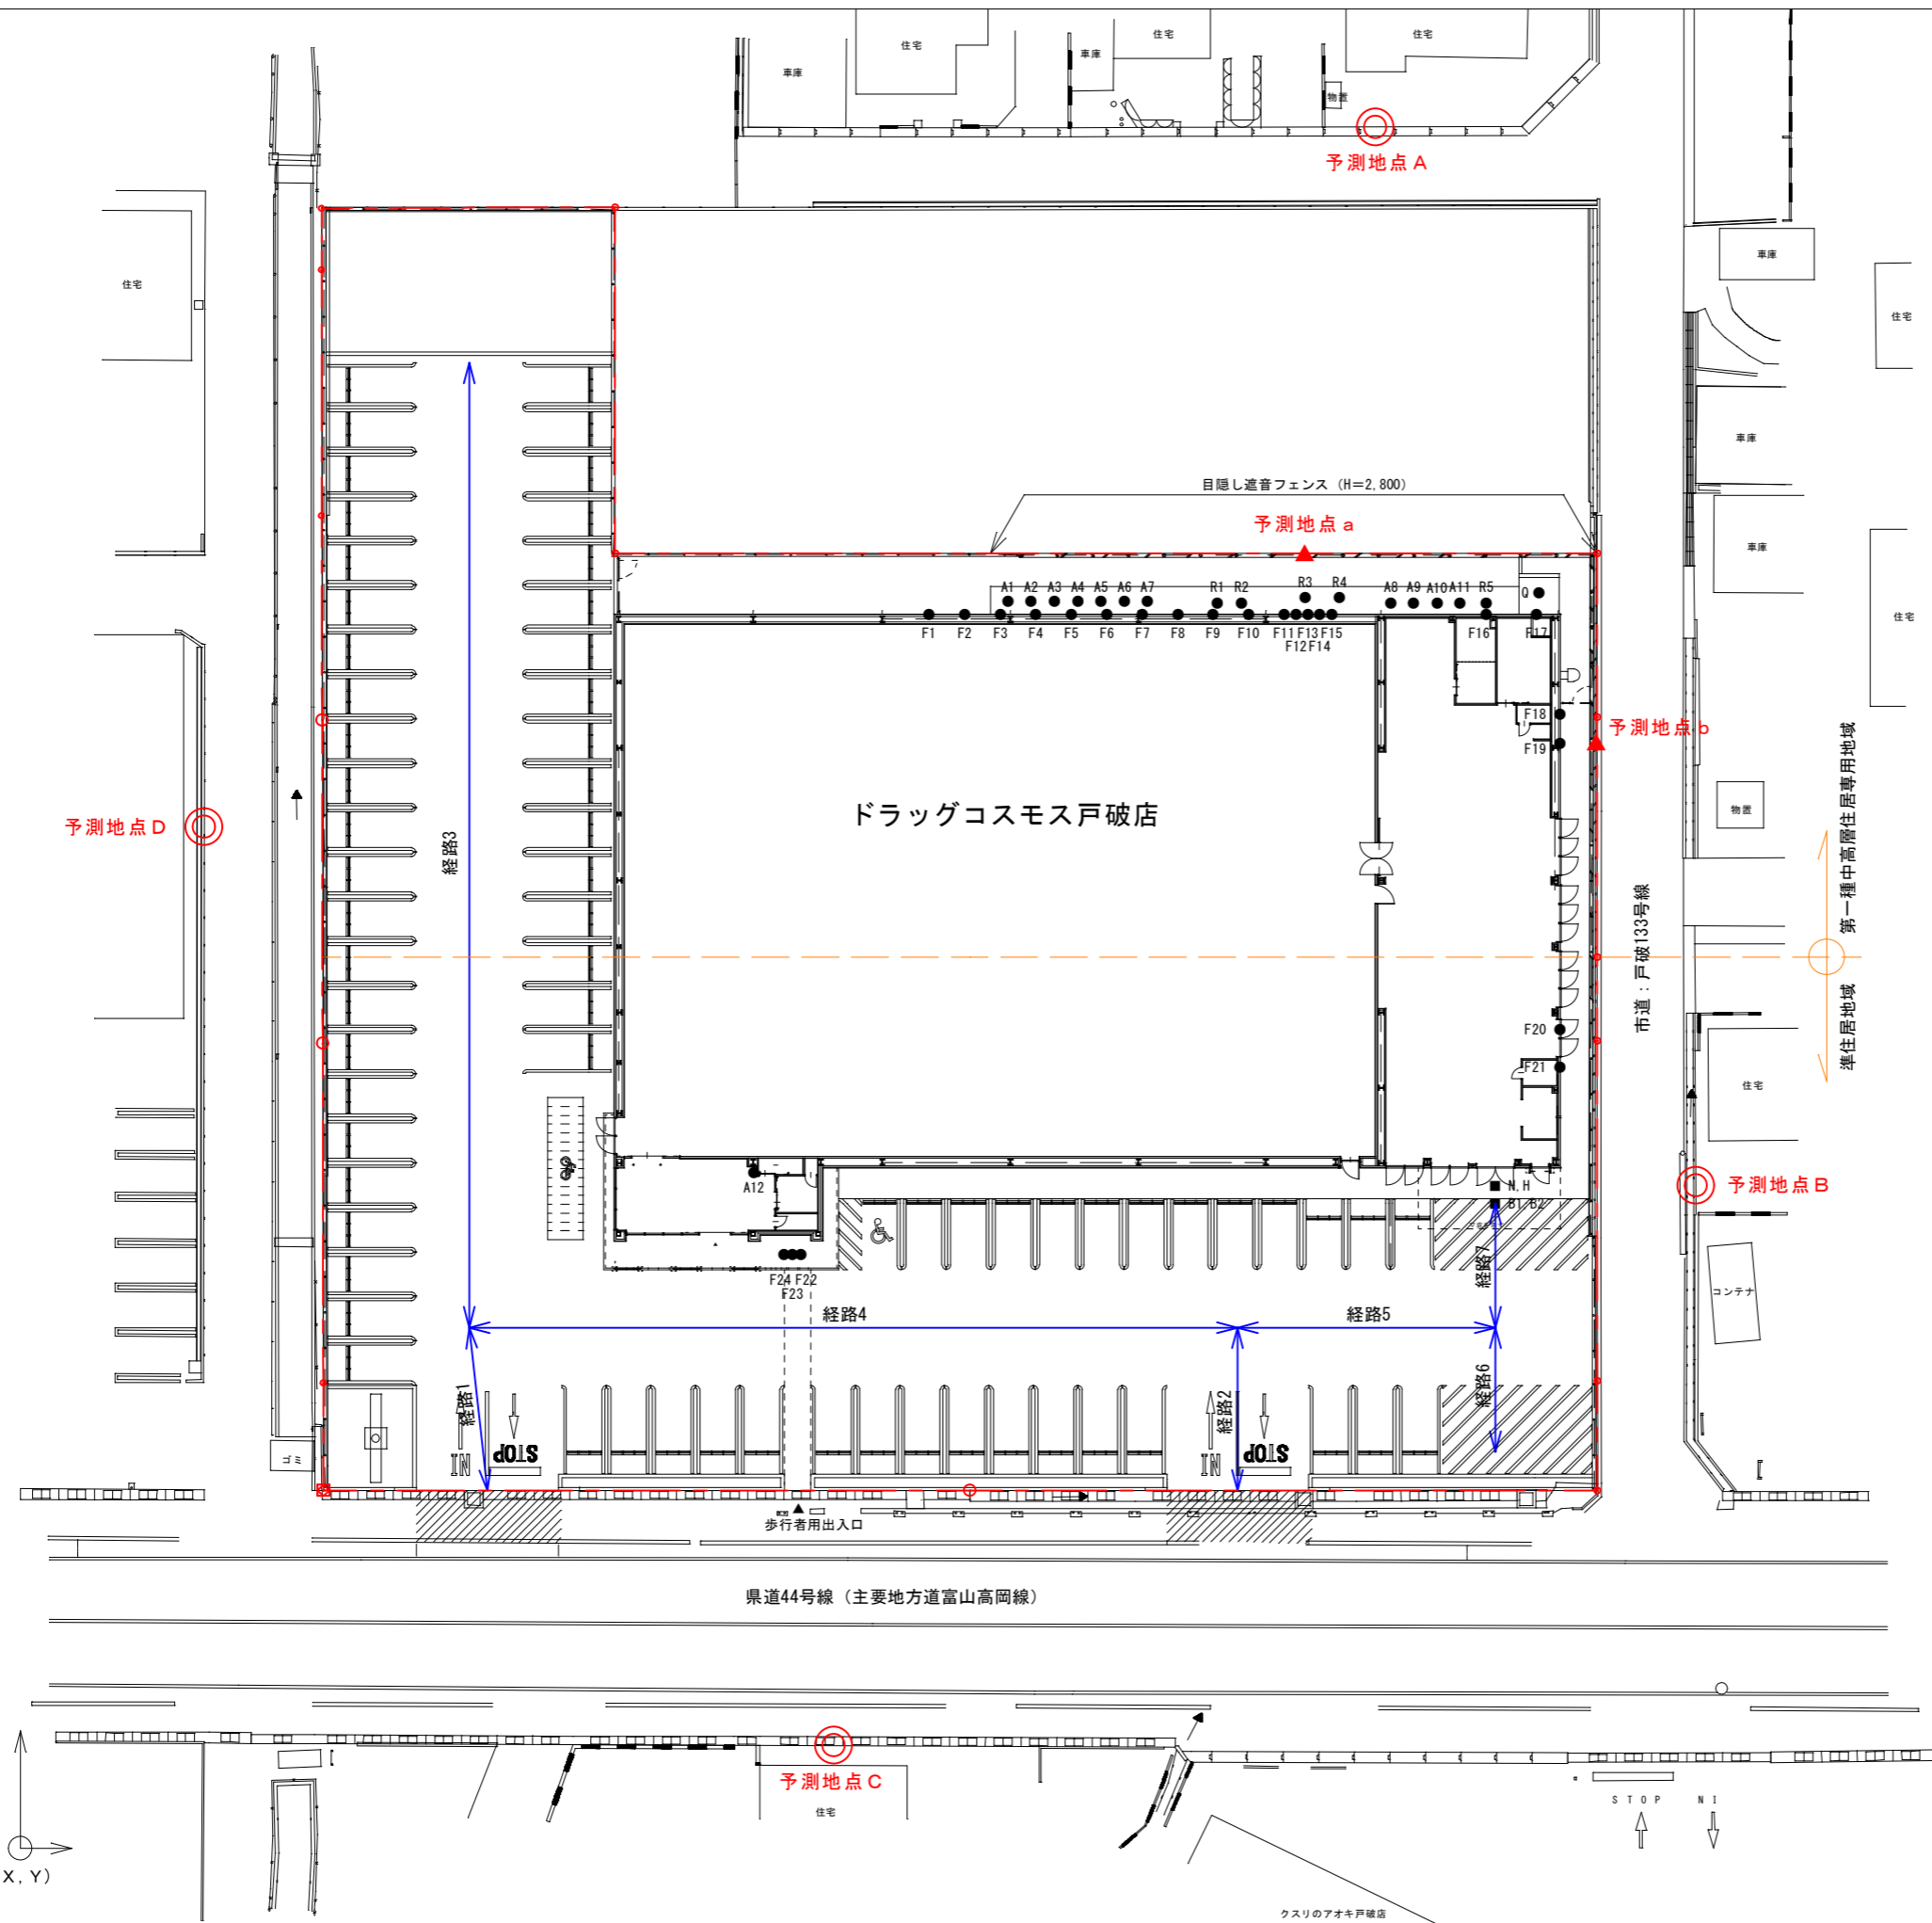 住宅
住宅
住宅
車庫
車庫
物置
予測地点A
住宅
車庫
住宅
車庫
車庫
住宅
目隠し遮音フェンス（H=2,800）
予測地点a
A1 A2 A3 A4 A5 A6 A7 R1 R2 R3 R4 A8 A9 A10 A11 R5 Q
F1 F2 F3 F4 F5 F6 F7 F8 F9 F10 F11 F13 F15 F16 F17
F12 F14
F18
F19
予測地点b
ドラッグコスモス戸破店
物置
予測地点D
経路3
第一種中高層住居専用地域
市道：戸破133号線
準住居地域
F20
F21
住宅
A12
N,H
B1 B2
予測地点B
F24 F22
F23
経路7
コンテナ
経路4
経路5
経路1
経路2
経路6
IN
STOP
IN
STOP
ゴミ
歩行者用出入口
県道44号線（主要地方道富山高岡線）
予測地点C
住宅
STOP NI
X,Y)
クスリのアオキ戸破店